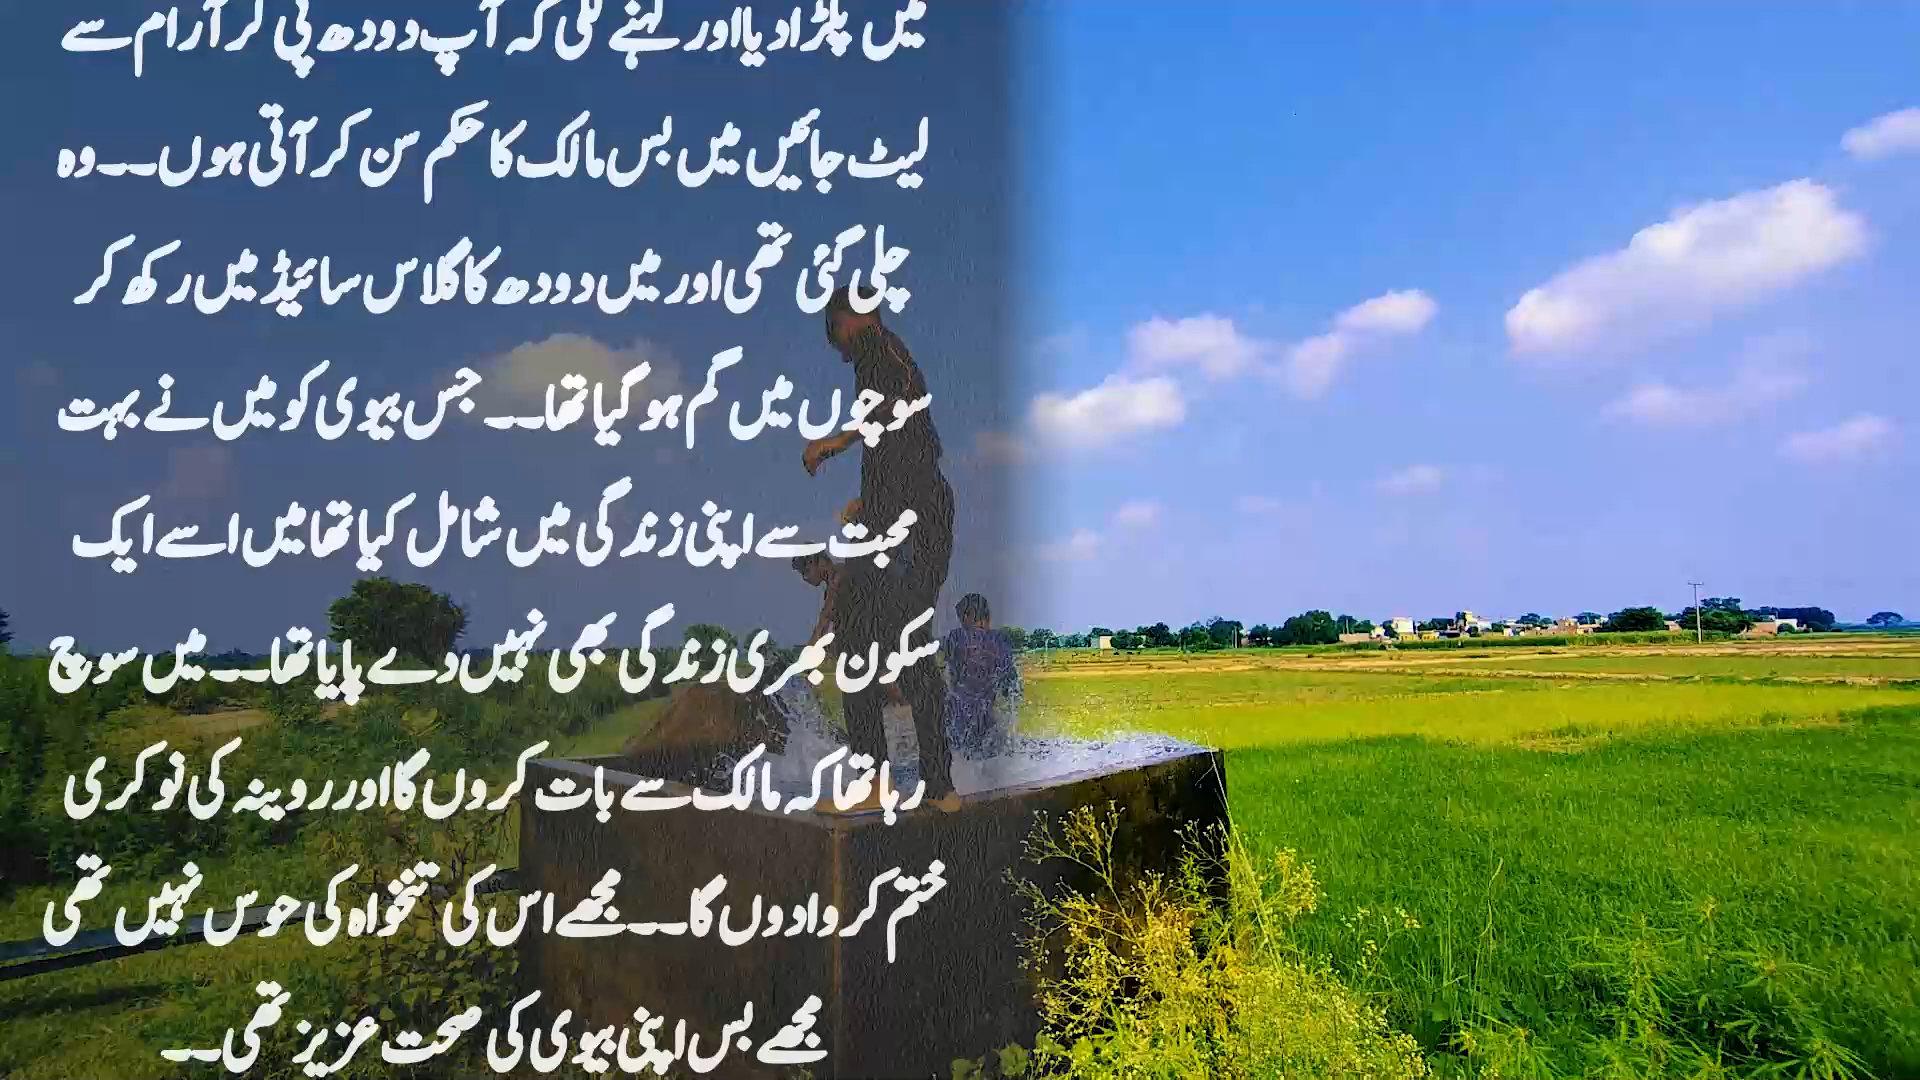 میں پکڑا دیا اور کہنے لگی کہ آپ دودھ پی کر آرام سے
لیٹ جائیں میں بس مالک کا حکم سن کر آتی ہوں۔۔ وہ
چلی گئی تھی اور میں دودھ کا گلاس سائیڈ میں رکھ کر
سوچوں میں گم ہو گیا تھا۔۔ جس بیوی کو میں نے بہت
محبت سے اپنی زندگی میں شامل کیا تھا میں اسے ایک
سکون بھری زندگی بھی نہیں دے پایا تھا۔۔ میں سوچ
رہا تھا کہ مالک سے بات کروں گا اور روینہ کی نوکری
ختم کروا دوں گا۔۔ مجھے اس کی تنخواہ کی حوس نہیں تھی
مجھے بس اپنی بیوی کی صحت عزیز تھی۔۔